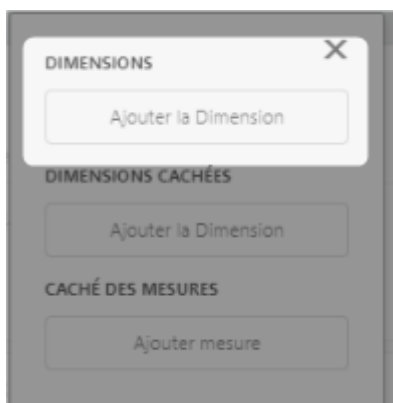 DIMENSIONS
Ajouter la Dimension
DIMENSIONS CACHÉES
Ajouter la Dimension
CACHÉ DES MESURES
Ajouter mesure